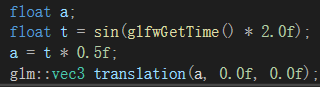 float a;
float t = sin(glfwGetTime() * 2.0f);
a = t * 0.5f;
glm::vec3 translation(a, 0.0f, 0.0f);